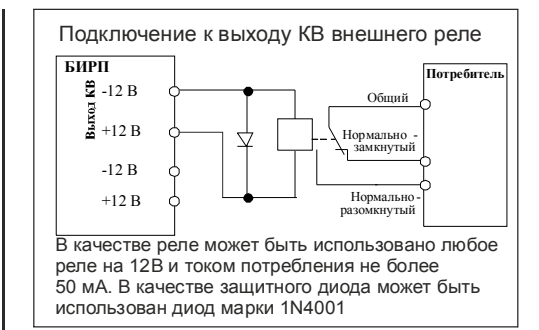 Подключение к выходу КВ внешнего реле
БИРП
Выход КВ
-12 В
+12 В
-12 В
+12 В
Потребитель
Общий
Нормально -
замкнутый
Нормально -
разомкнутый
В качестве реле может быть использовано любое
реле на 12В и током потребления не более
50 мА. В качестве защитного диода может быть
использован диод марки 1N4001